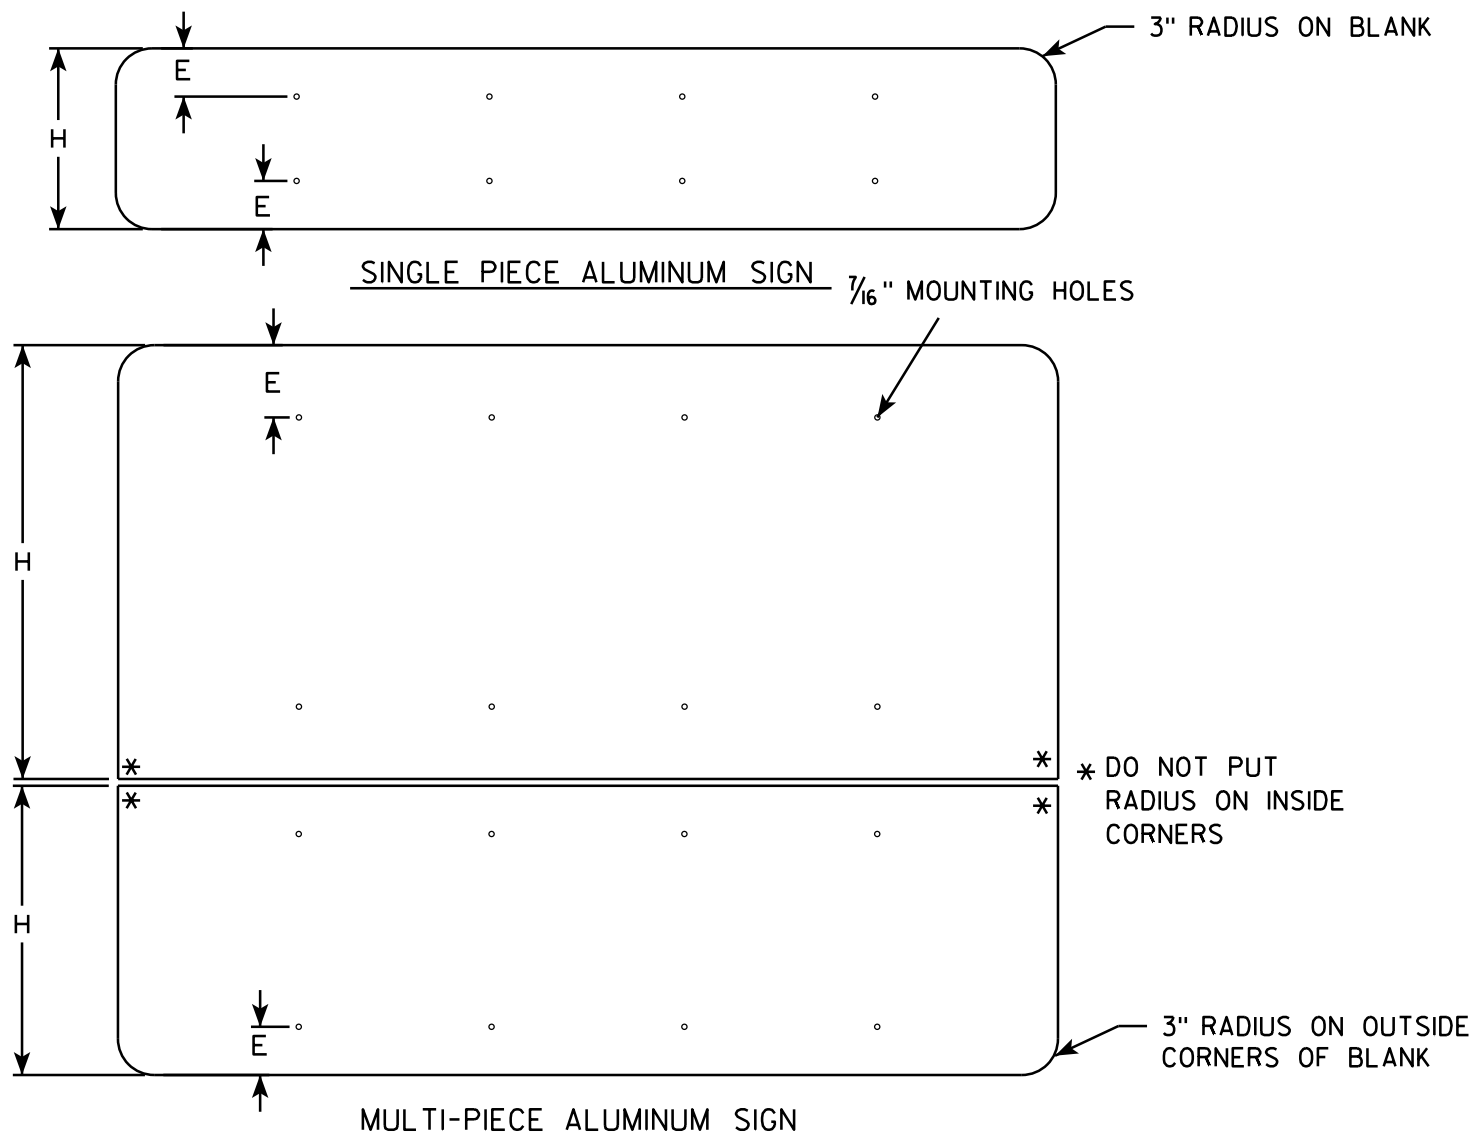 3" RADIUS ON BLANK
E
H
E
SINGLE PIECE ALUMINUM SIGN
7/16" MOUNTING HOLES
E
H
*
*
* DO NOT PUT
RADIUS ON INSIDE
CORNERS
*
*
H
E
3" RADIUS ON OUTSIDE
CORNERS OF BLANK
MULTI-PIECE ALUMINUM SIGN